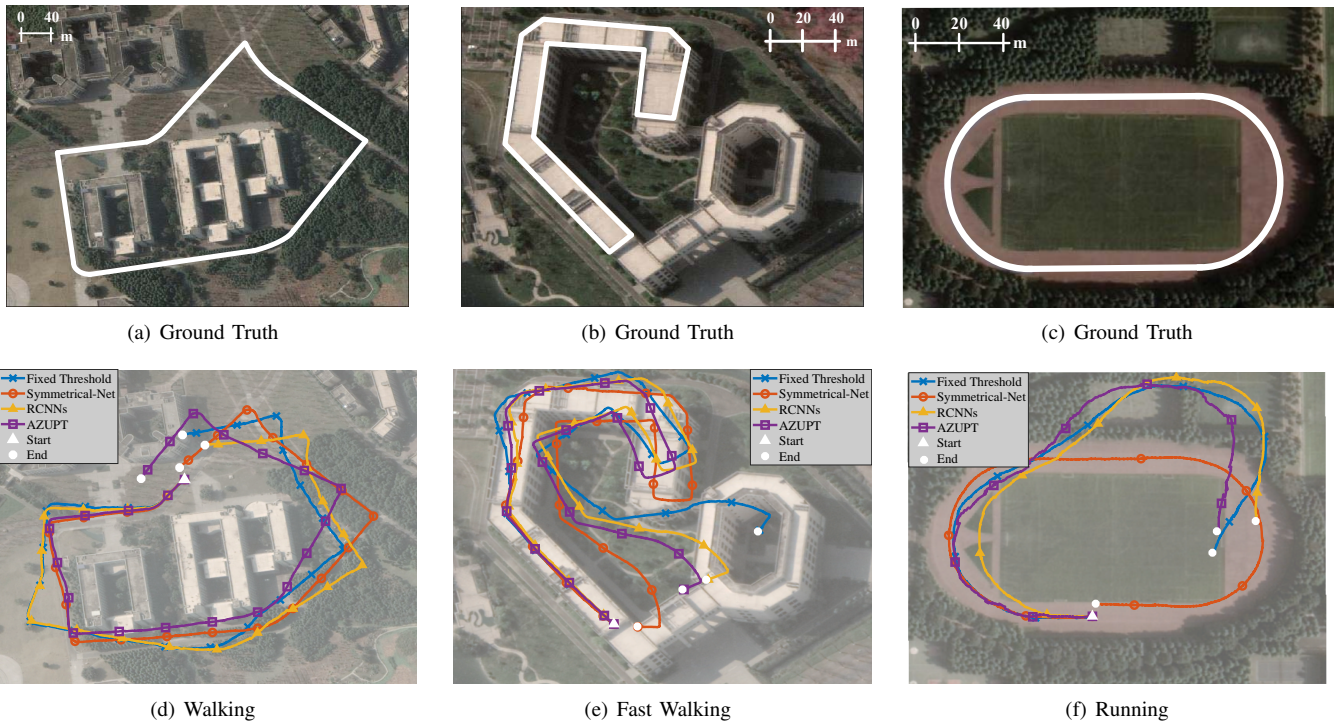 0 20 40
m
0 20 40
m
0 20 40
m
(a) Ground Truth
(b) Ground Truth
(c) Ground Truth
Fixed Threshold
Symmetrical-Net
RCNNs
AZUPT
Start
End
Fixed Threshold
Symmetrical-Net
RCNNs
AZUPT
Start
End
Fixed Threshold
Symmetrical-Net
RCNNs
AZUPT
Start
End
(d) Walking
(e) Fast Walking
(f) Running